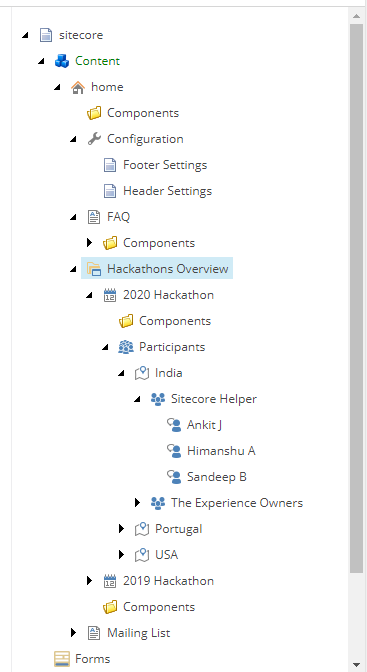 sitecore
Content
home
Components
Configuration
Footer Settings
Header Settings
FAQ
Components
Hackathons Overview
2020 Hackathon
Components
Participants
India
Sitecore Helper
Ankit J
Himanshu A
Sandeep B
The Experience Owners
Portugal
USA
2019 Hackathon
Components
Mailing List
Forms